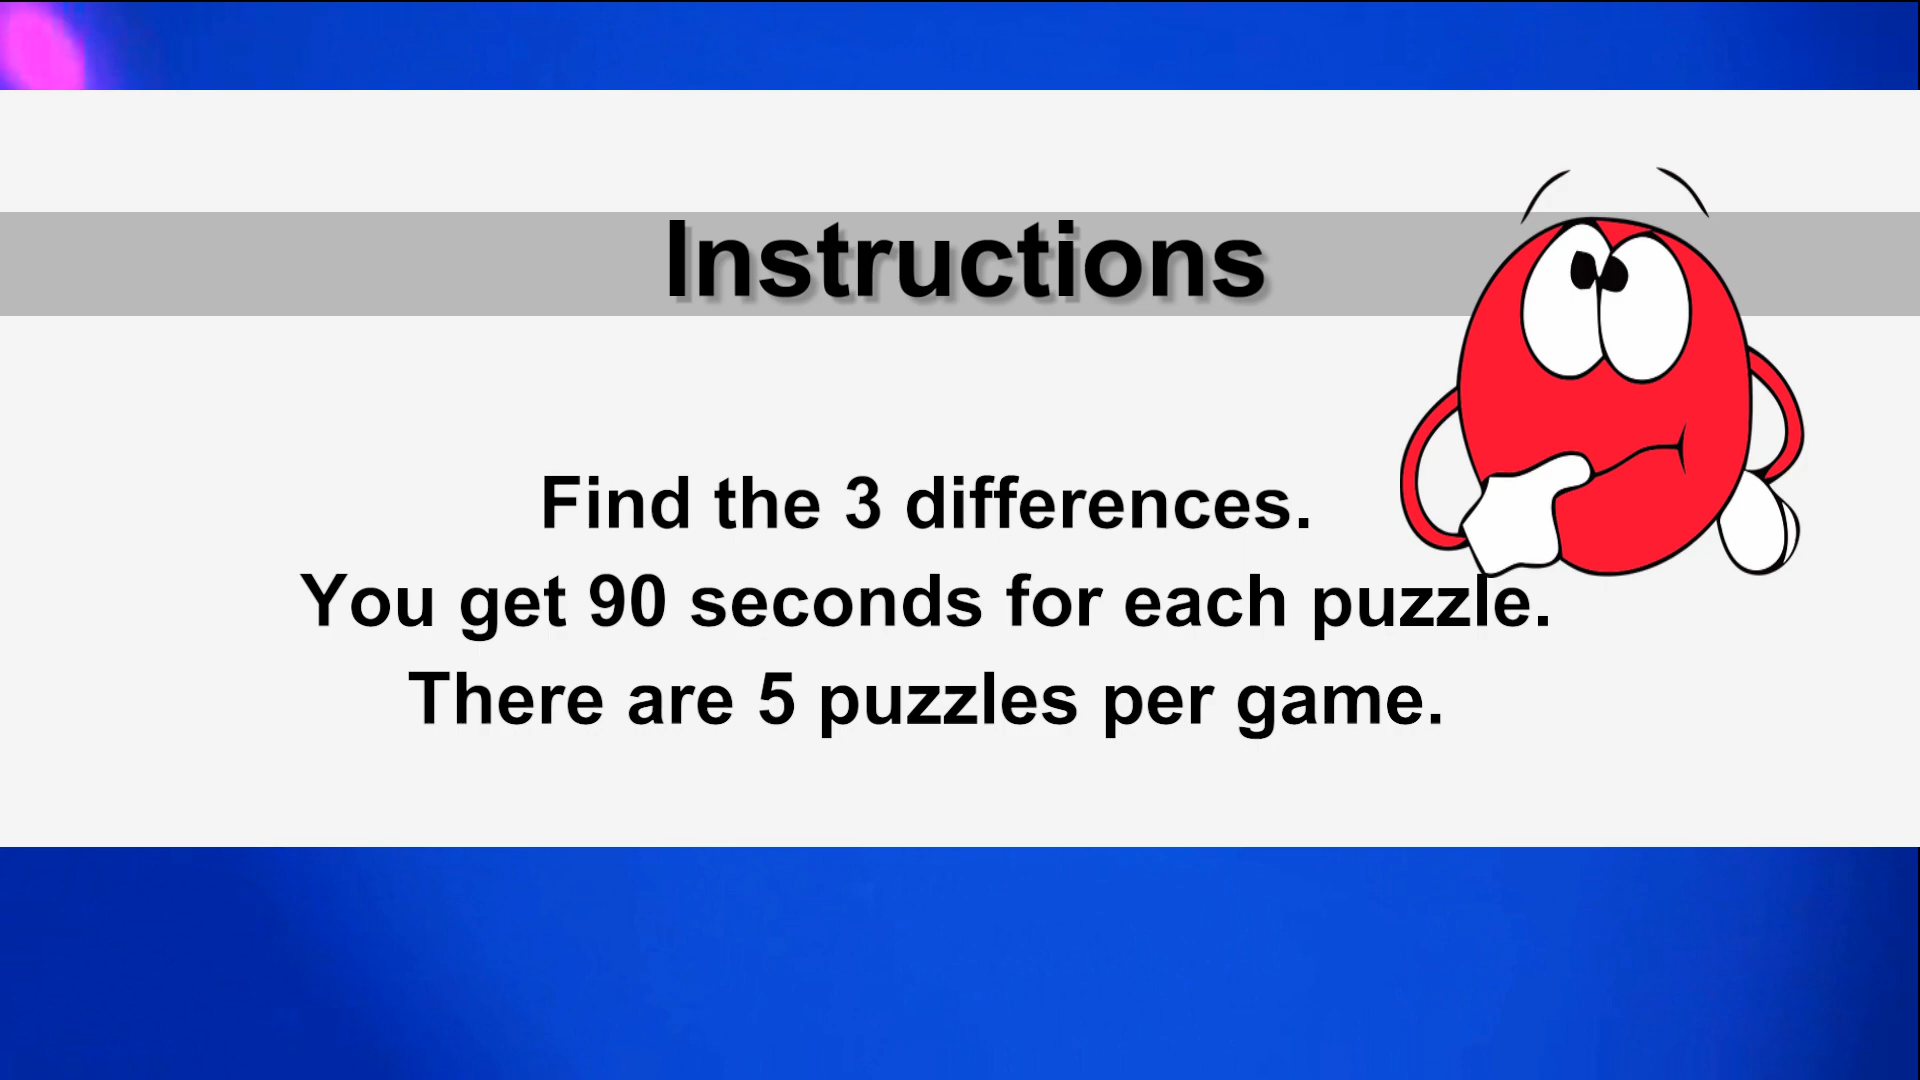 Instructions
Find the 3 differences.
You get 90 seconds for each puzzle.
There are 5 puzzles per game.